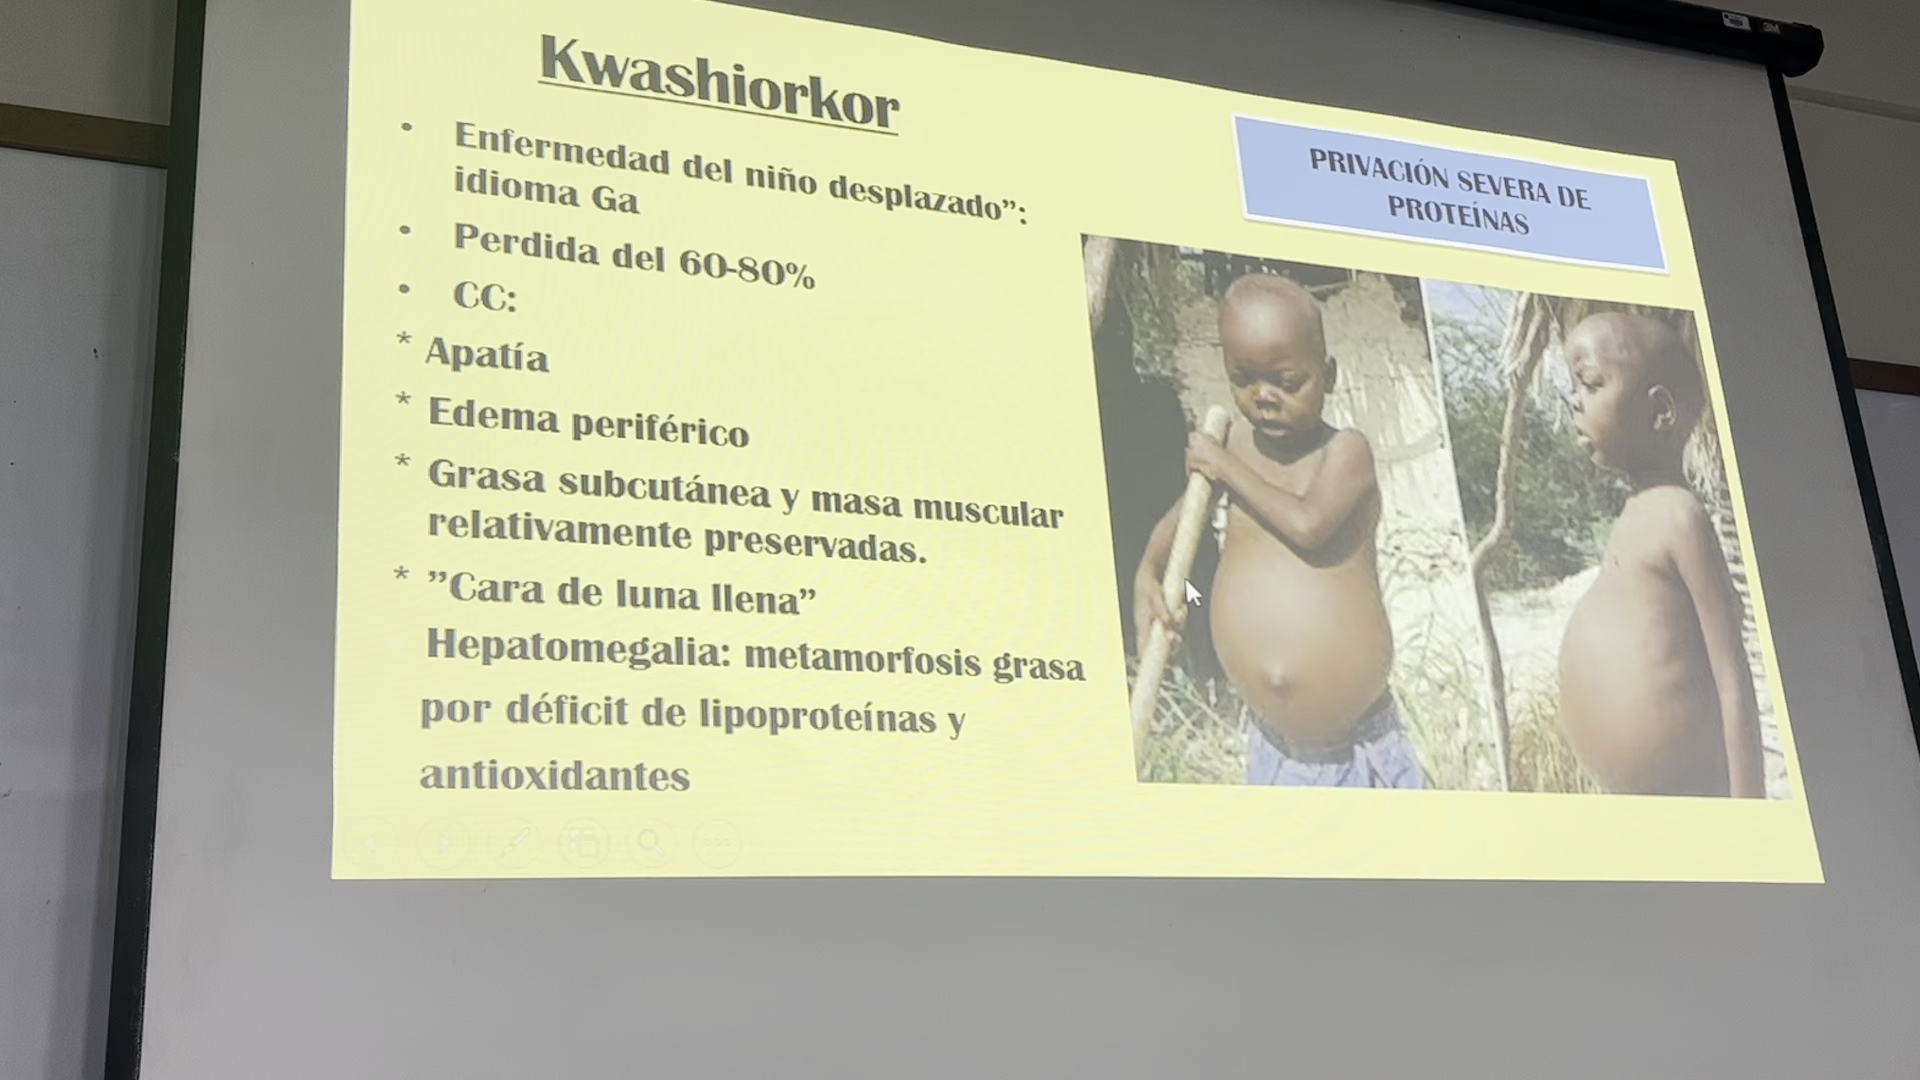 Kwashiorkor
• Enfermedad del niño desplazado”:
idioma Ga
• Perdida del 60-80%
• CC:
* Apatía
* Edema periférico
* Grasa subcutánea y masa muscular
relativamente preservadas.
* ”Cara de luna llena”
Hepatomegalia: metamorfosis grasa
por déficit de lipoproteínas y
antioxidantes
PRIVACIÓN SEVERA DE
PROTEÍNAS
3M